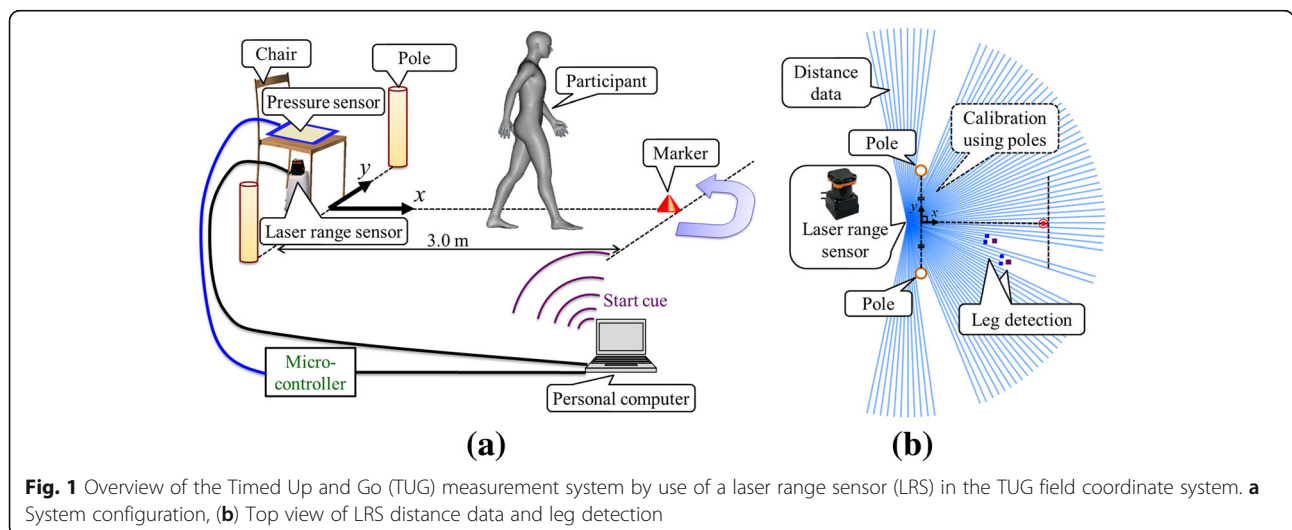 Chair
Pole
Pressure sensor
Participant
Marker
y
x
Laser range sensor
3.0 m
Start cue
Micro-
controller
Personal computer
(a)
Distance
data
Calibration
using poles
Pole
Laser range
sensor
y
x
Pole
Leg detection
(b)
Fig. 1 Overview of the Timed Up and Go (TUG) measurement system by use of a laser range sensor (LRS) in the TUG field coordinate system. a
System configuration, (b) Top view of LRS distance data and leg detection